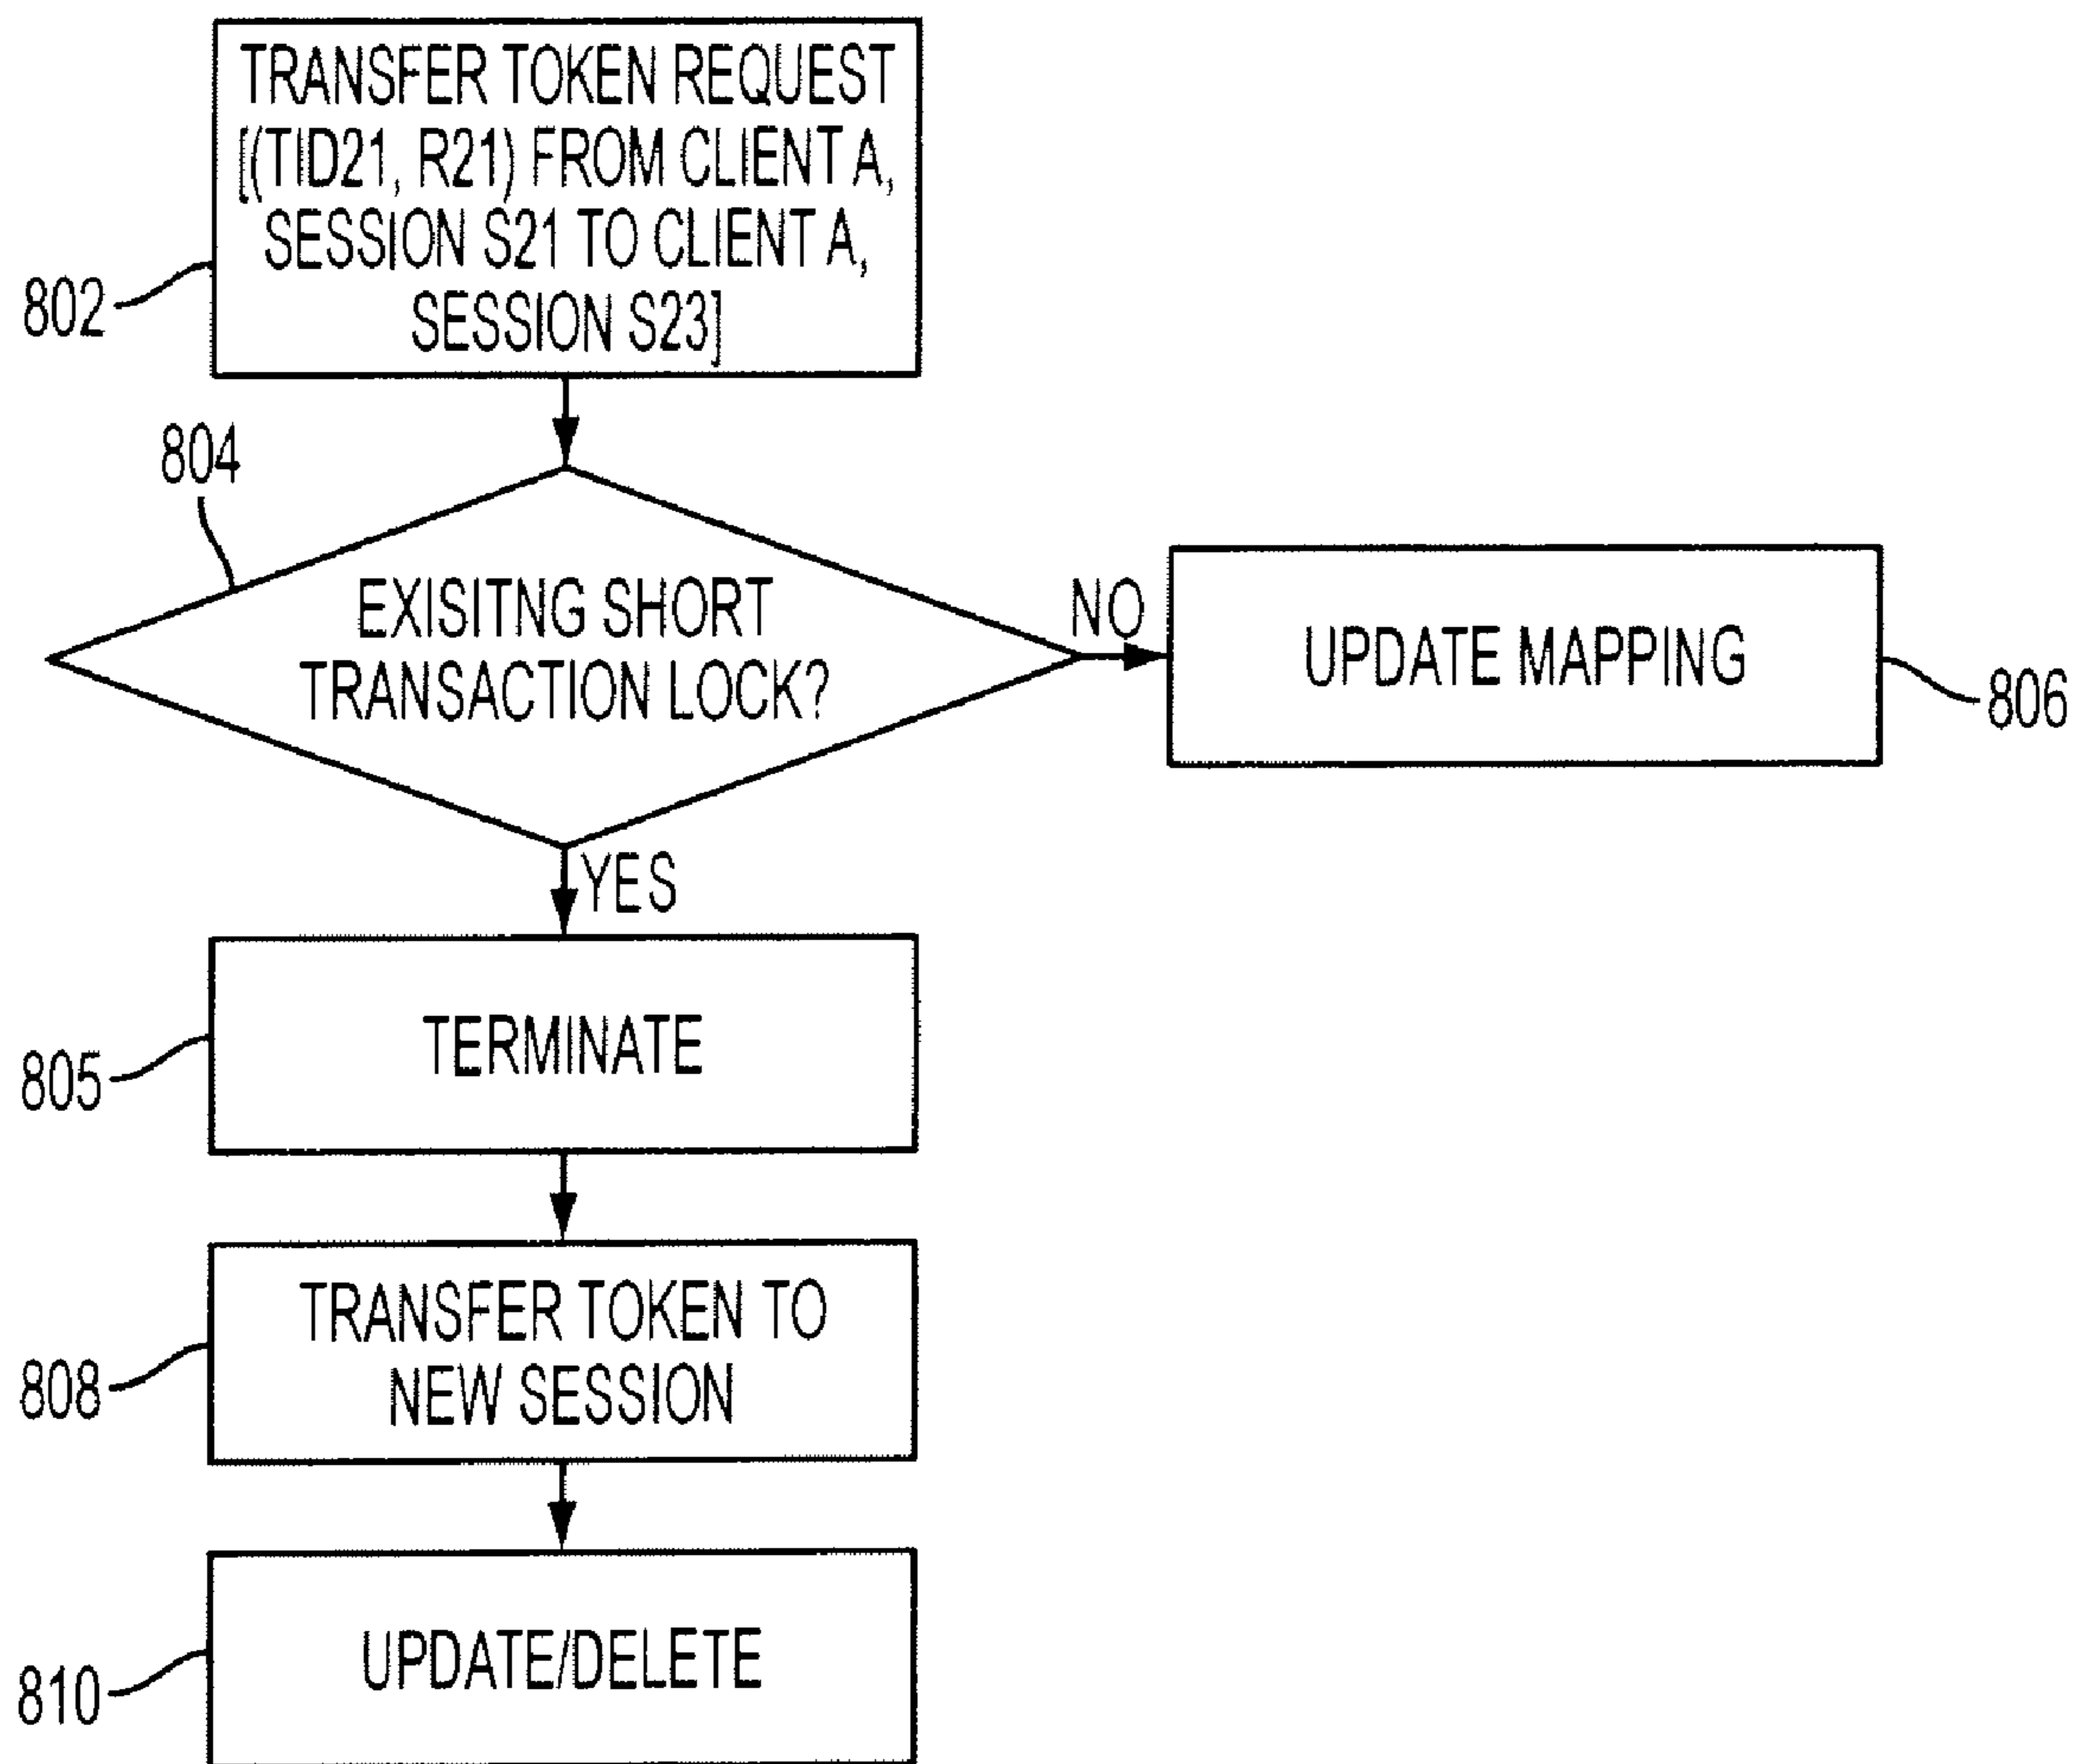 TRANSFER TOKEN REQUEST
[(TID21, R21) FROM CLIENT A,
SESSION S21 TO CLIENT A,
SESSION S23]
802
804
EXISITNG SHORT
TRANSACTION LOCK?
NO
UPDATE MAPPING
806
YES
TERMINATE
805
TRANSFER TOKEN TO
NEW SESSION
808
UPDATE/DELETE
810